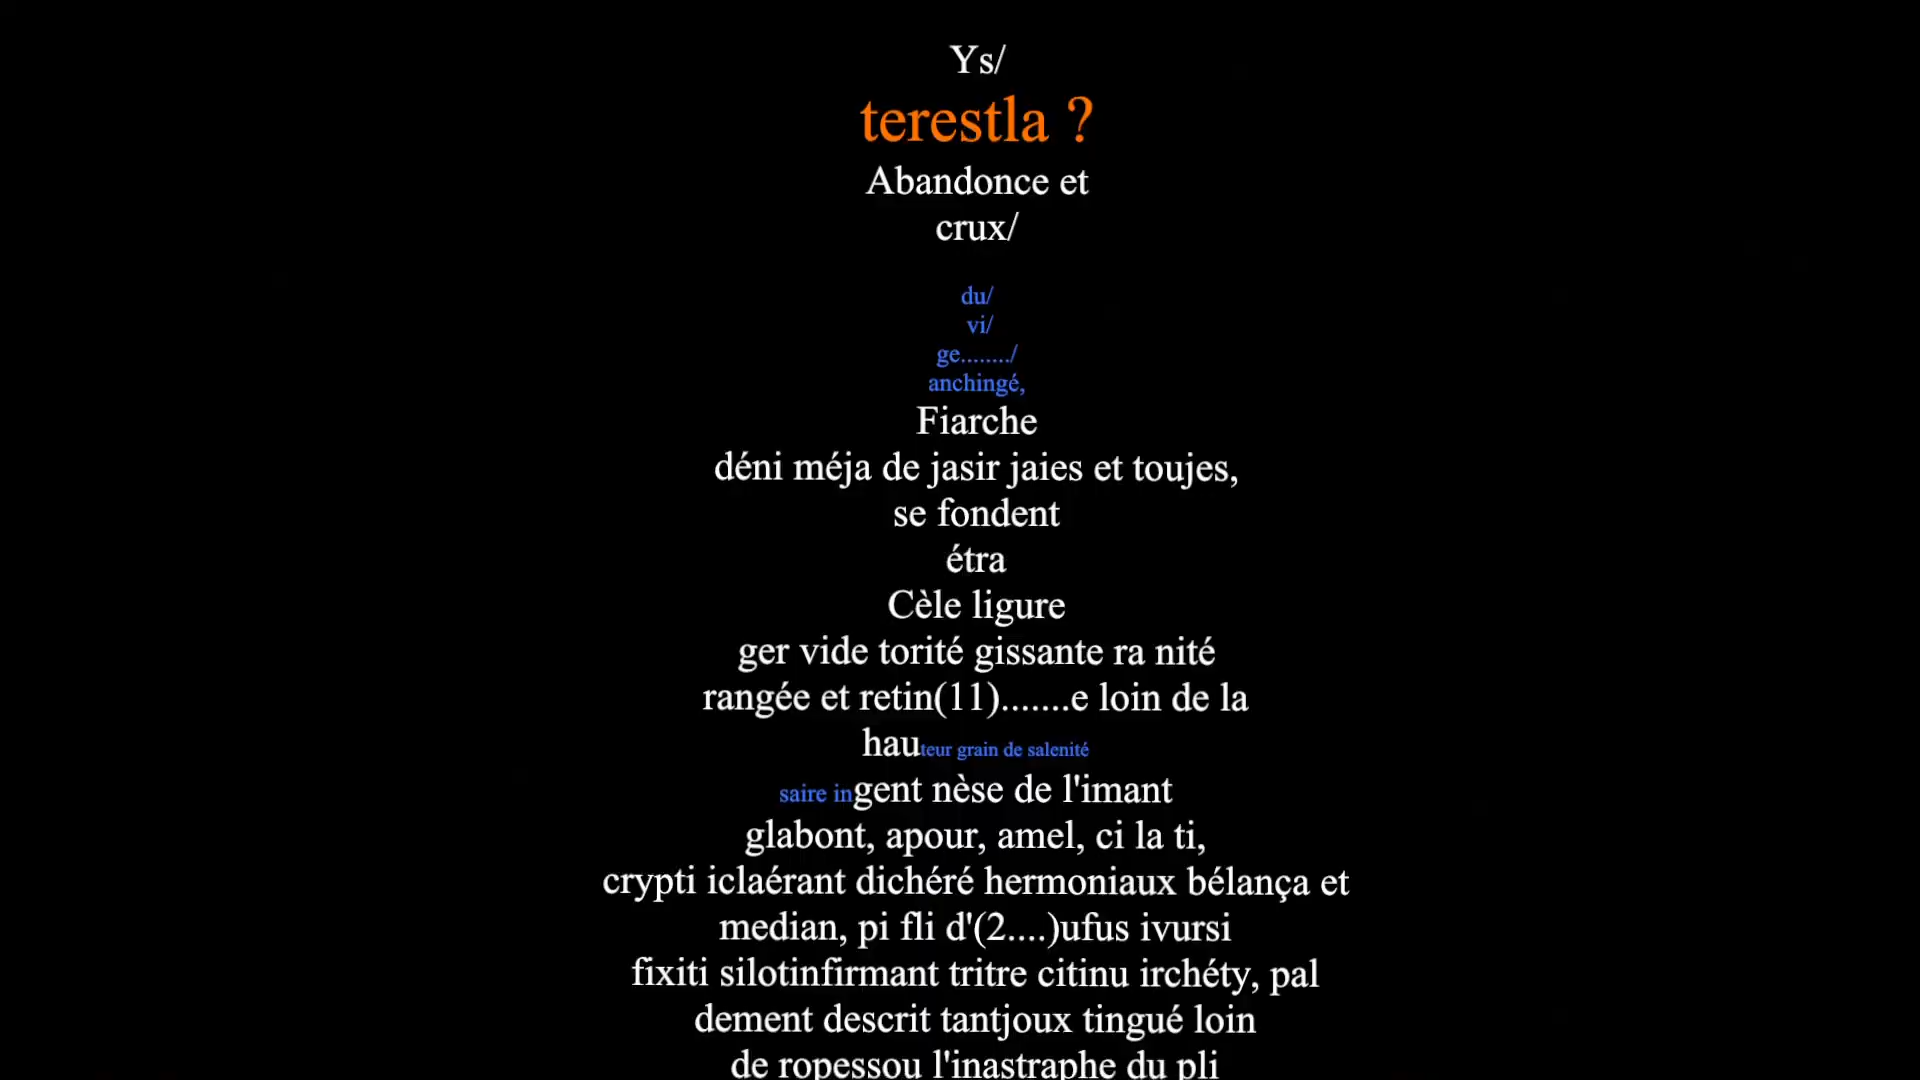 Ys/
terestla ?
Abandonce et
crux/
du/
vi/
ge......../
anchingé,
Fiarche
déni méja de jasir jaies et toujes,
se fondent
étra
Cèle ligure
ger vide torité gissante ra nité
rangée et retin(11).......e loin de la
hauteur grain de salenité
saire ingent nèse de l'imant
glabont, apour, amel, ci la ti,
crypti iclaérant dichéré hermoniaux bélança et
median, pi fli d'(2....)ufus ivursi
fixiti silotinfirmant tritre citinu irchéty, pal
dement descrit tantjoux tingué loin
de ropessou l'inastraphe du pli